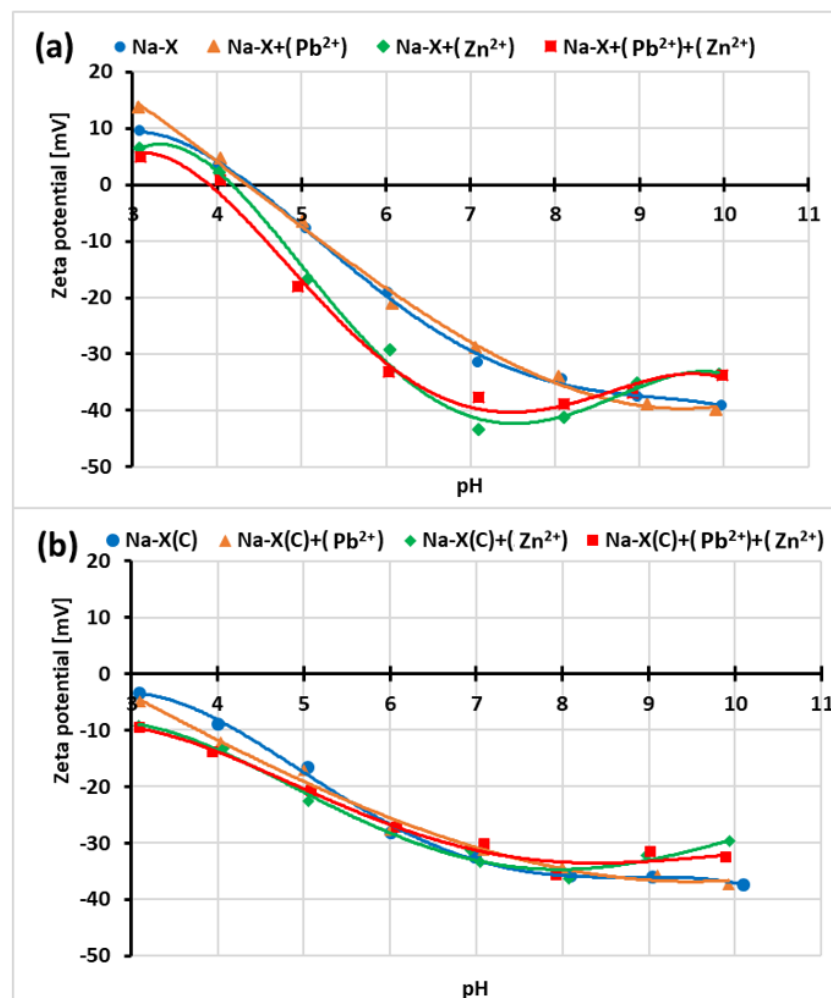 (a) Na-X Na-X+(Pb²⁺) Na-X+(Zn²⁺) Na-X+(Pb²⁺)+(Zn²⁺)
20
10
0
3 4 5 6 7 8 9 10 11
-10
-20
-30
-40
-50
Zeta potential [mV]
pH
(b) Na-X(C) Na-X(C)+(Pb²⁺) Na-X(C)+(Zn²⁺) Na-X(C)+(Pb²⁺)+(Zn²⁺)
20
10
0
3 4 5 6 7 8 9 10 11
-10
-20
-30
-40
-50
Zeta potential [mV]
pH